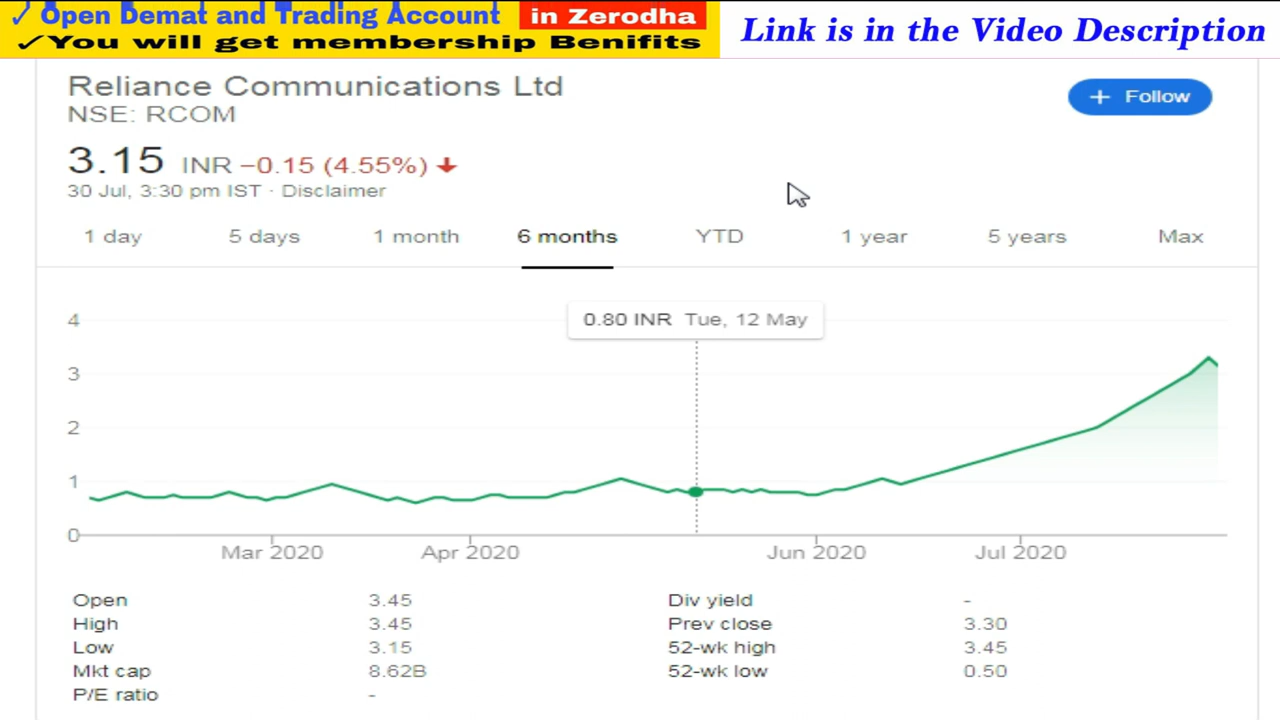 ✓ Open Demat and Trading Account in Zerodha
✓You will get membership Benifits
Link is in the Video Description
Reliance Communications Ltd
NSE: RCOM
+ Follow
3.15 INR −0.15 (4.55%) ↓
30 Jul, 3:30 pm IST · Disclaimer
1 day 5 days 1 month 6 months YTD 1 year 5 years Max
0.80 INR Tue, 12 May
4
3
2
1
0
Mar 2020 Apr 2020 Jun 2020 Jul 2020
Open 3.45 Div yield -
High 3.45 Prev close 3.30
Low 3.15 52-wk high 3.45
Mkt cap 8.62B 52-wk low 0.50
P/E ratio -